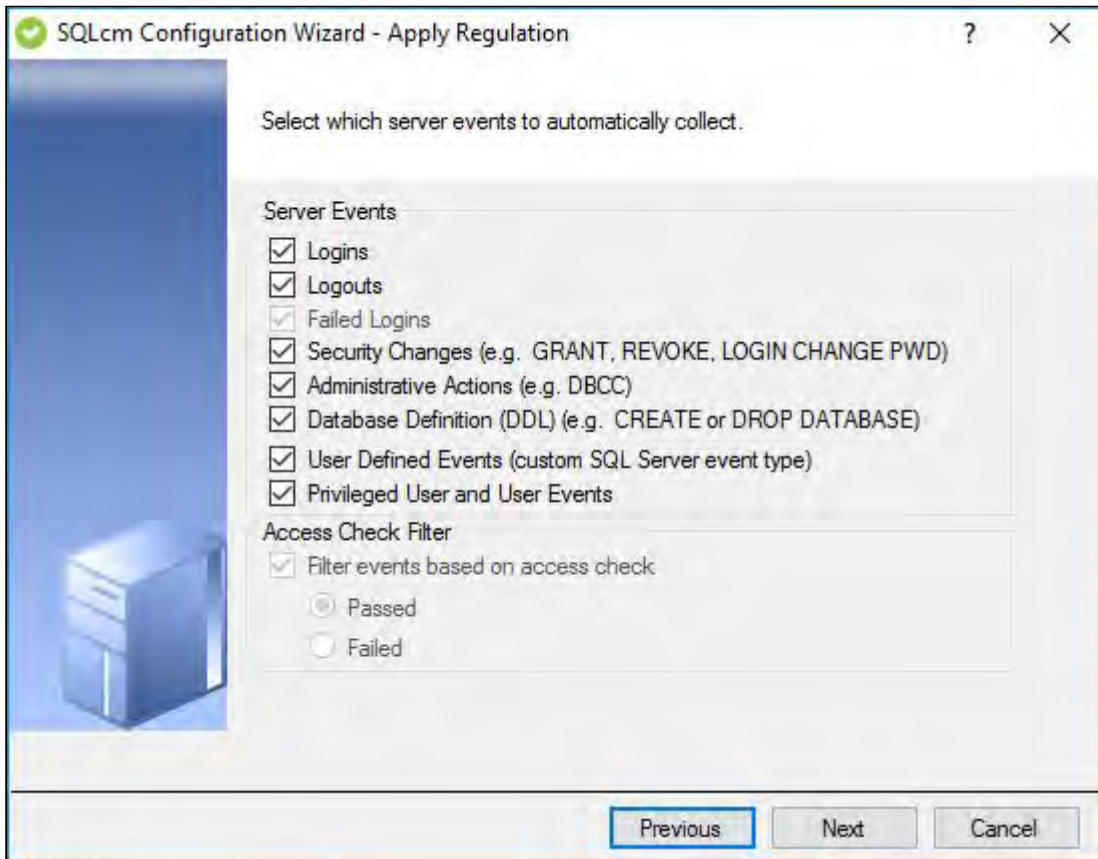 SQLcm Configuration Wizard - Apply Regulation ? ×
Select which server events to automatically collect.
Server Events
Logins
Logouts
Failed Logins
Security Changes (e.g. GRANT, REVOKE, LOGIN CHANGE PWD)
Administrative Actions (e.g. DBCC)
Database Definition (DDL) (e.g. CREATE or DROP DATABASE)
User Defined Events (custom SQL Server event type)
Privileged User and User Events
Access Check Filter
Filter events based on access check
Passed
Failed
Previous Next Cancel